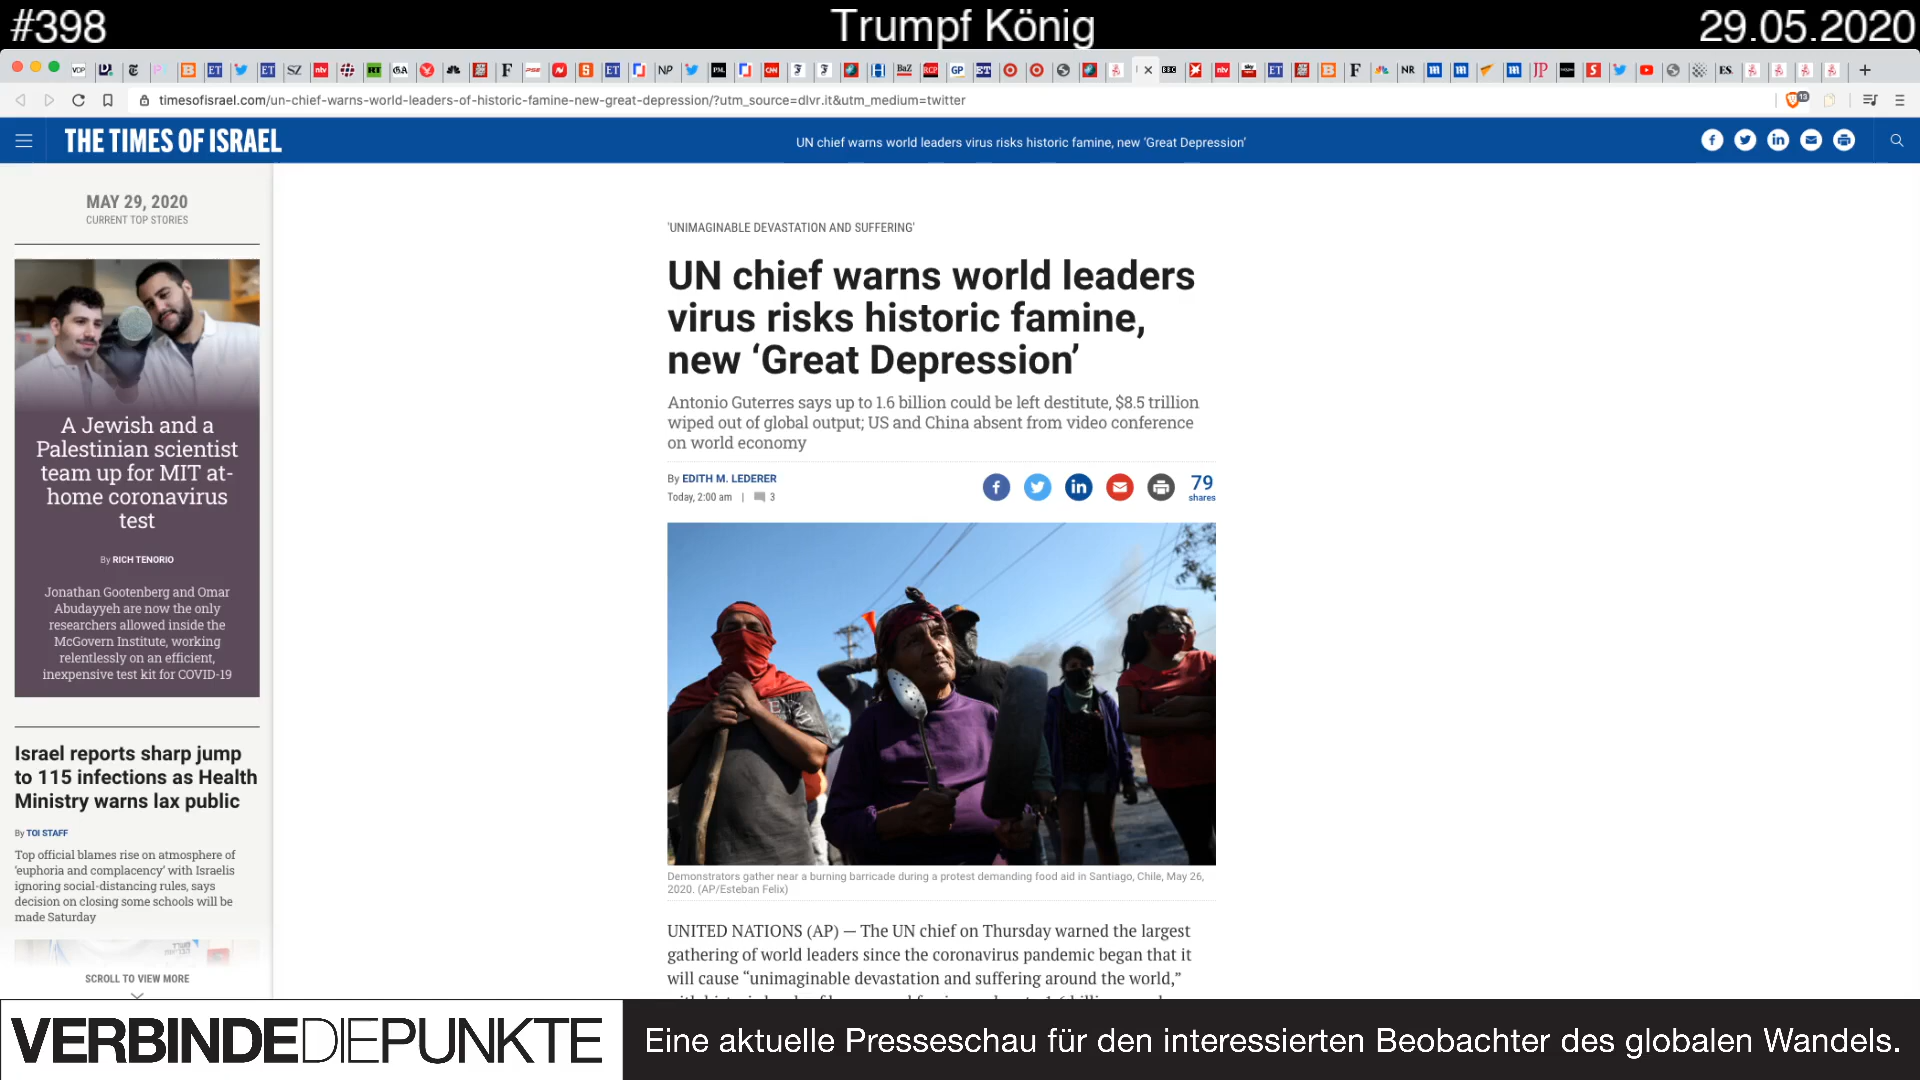 #398
Trumpf König
29.05.2020
timesofisrael.com/un-chief-warns-world-leaders-of-historic-famine-new-great-depression/?utm_source=dlvr.it&utm_medium=twitter
THE TIMES OF ISRAEL
UN chief warns world leaders virus risks historic famine, new ‘Great Depression’
MAY 29, 2020
CURRENT TOP STORIES
A Jewish and a
Palestinian scientist
team up for MIT at-
home coronavirus
test
By RICH TENORIO
Jonathan Gootenberg and Omar
Abudayyeh are now the only
researchers allowed inside the
McGovern Institute, working
relentlessly on an efficient,
inexpensive test kit for COVID-19
Israel reports sharp jump
to 115 infections as Health
Ministry warns lax public
By TOI STAFF
Top official blames rise on atmosphere of
‘euphoria and complacency’ with Israelis
ignoring social-distancing rules, says
decision on closing some schools will be
made Saturday
SCROLL TO VIEW MORE
‘UNIMAGINABLE DEVASTATION AND SUFFERING’
UN chief warns world leaders
virus risks historic famine,
new ‘Great Depression’
Antonio Guterres says up to 1.6 billion could be left destitute, $8.5 trillion
wiped out of global output; US and China absent from video conference
on world economy
By EDITH M. LEDERER
Today, 2:00 am | 3
79
shares
Demonstrators gather near a burning barricade during a protest demanding food aid in Santiago, Chile, May 26,
2020. (AP/Esteban Felix)
UNITED NATIONS (AP) — The UN chief on Thursday warned the largest
gathering of world leaders since the coronavirus pandemic began that it
will cause “unimaginable devastation and suffering around the world,”
VERBINDEDIEPUNKTE
Eine aktuelle Presseschau für den interessierten Beobachter des globalen Wandels.